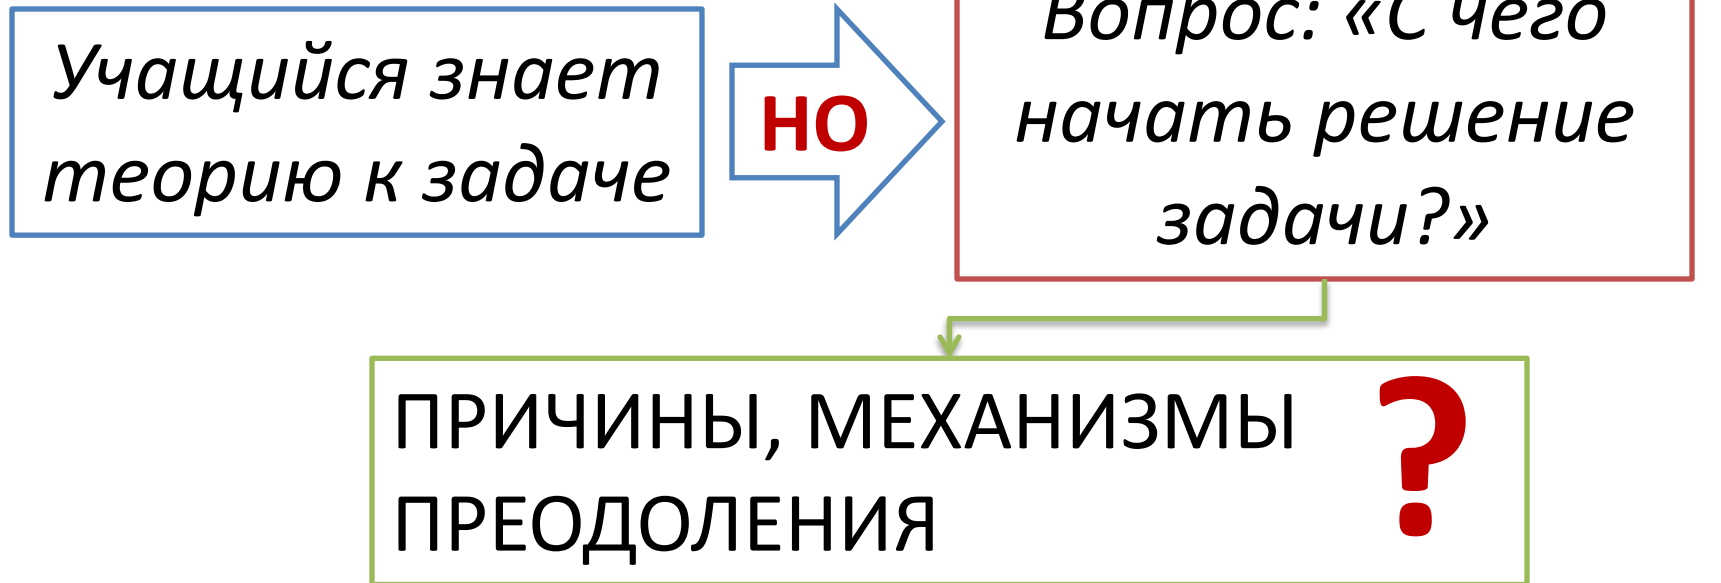 Учащийся знает
теорию к задаче
НО
Вопрос: «С чего
начать решение
задачи?»
ПРИЧИНЫ, МЕХАНИЗМЫ
ПРЕОДОЛЕНИЯ
?